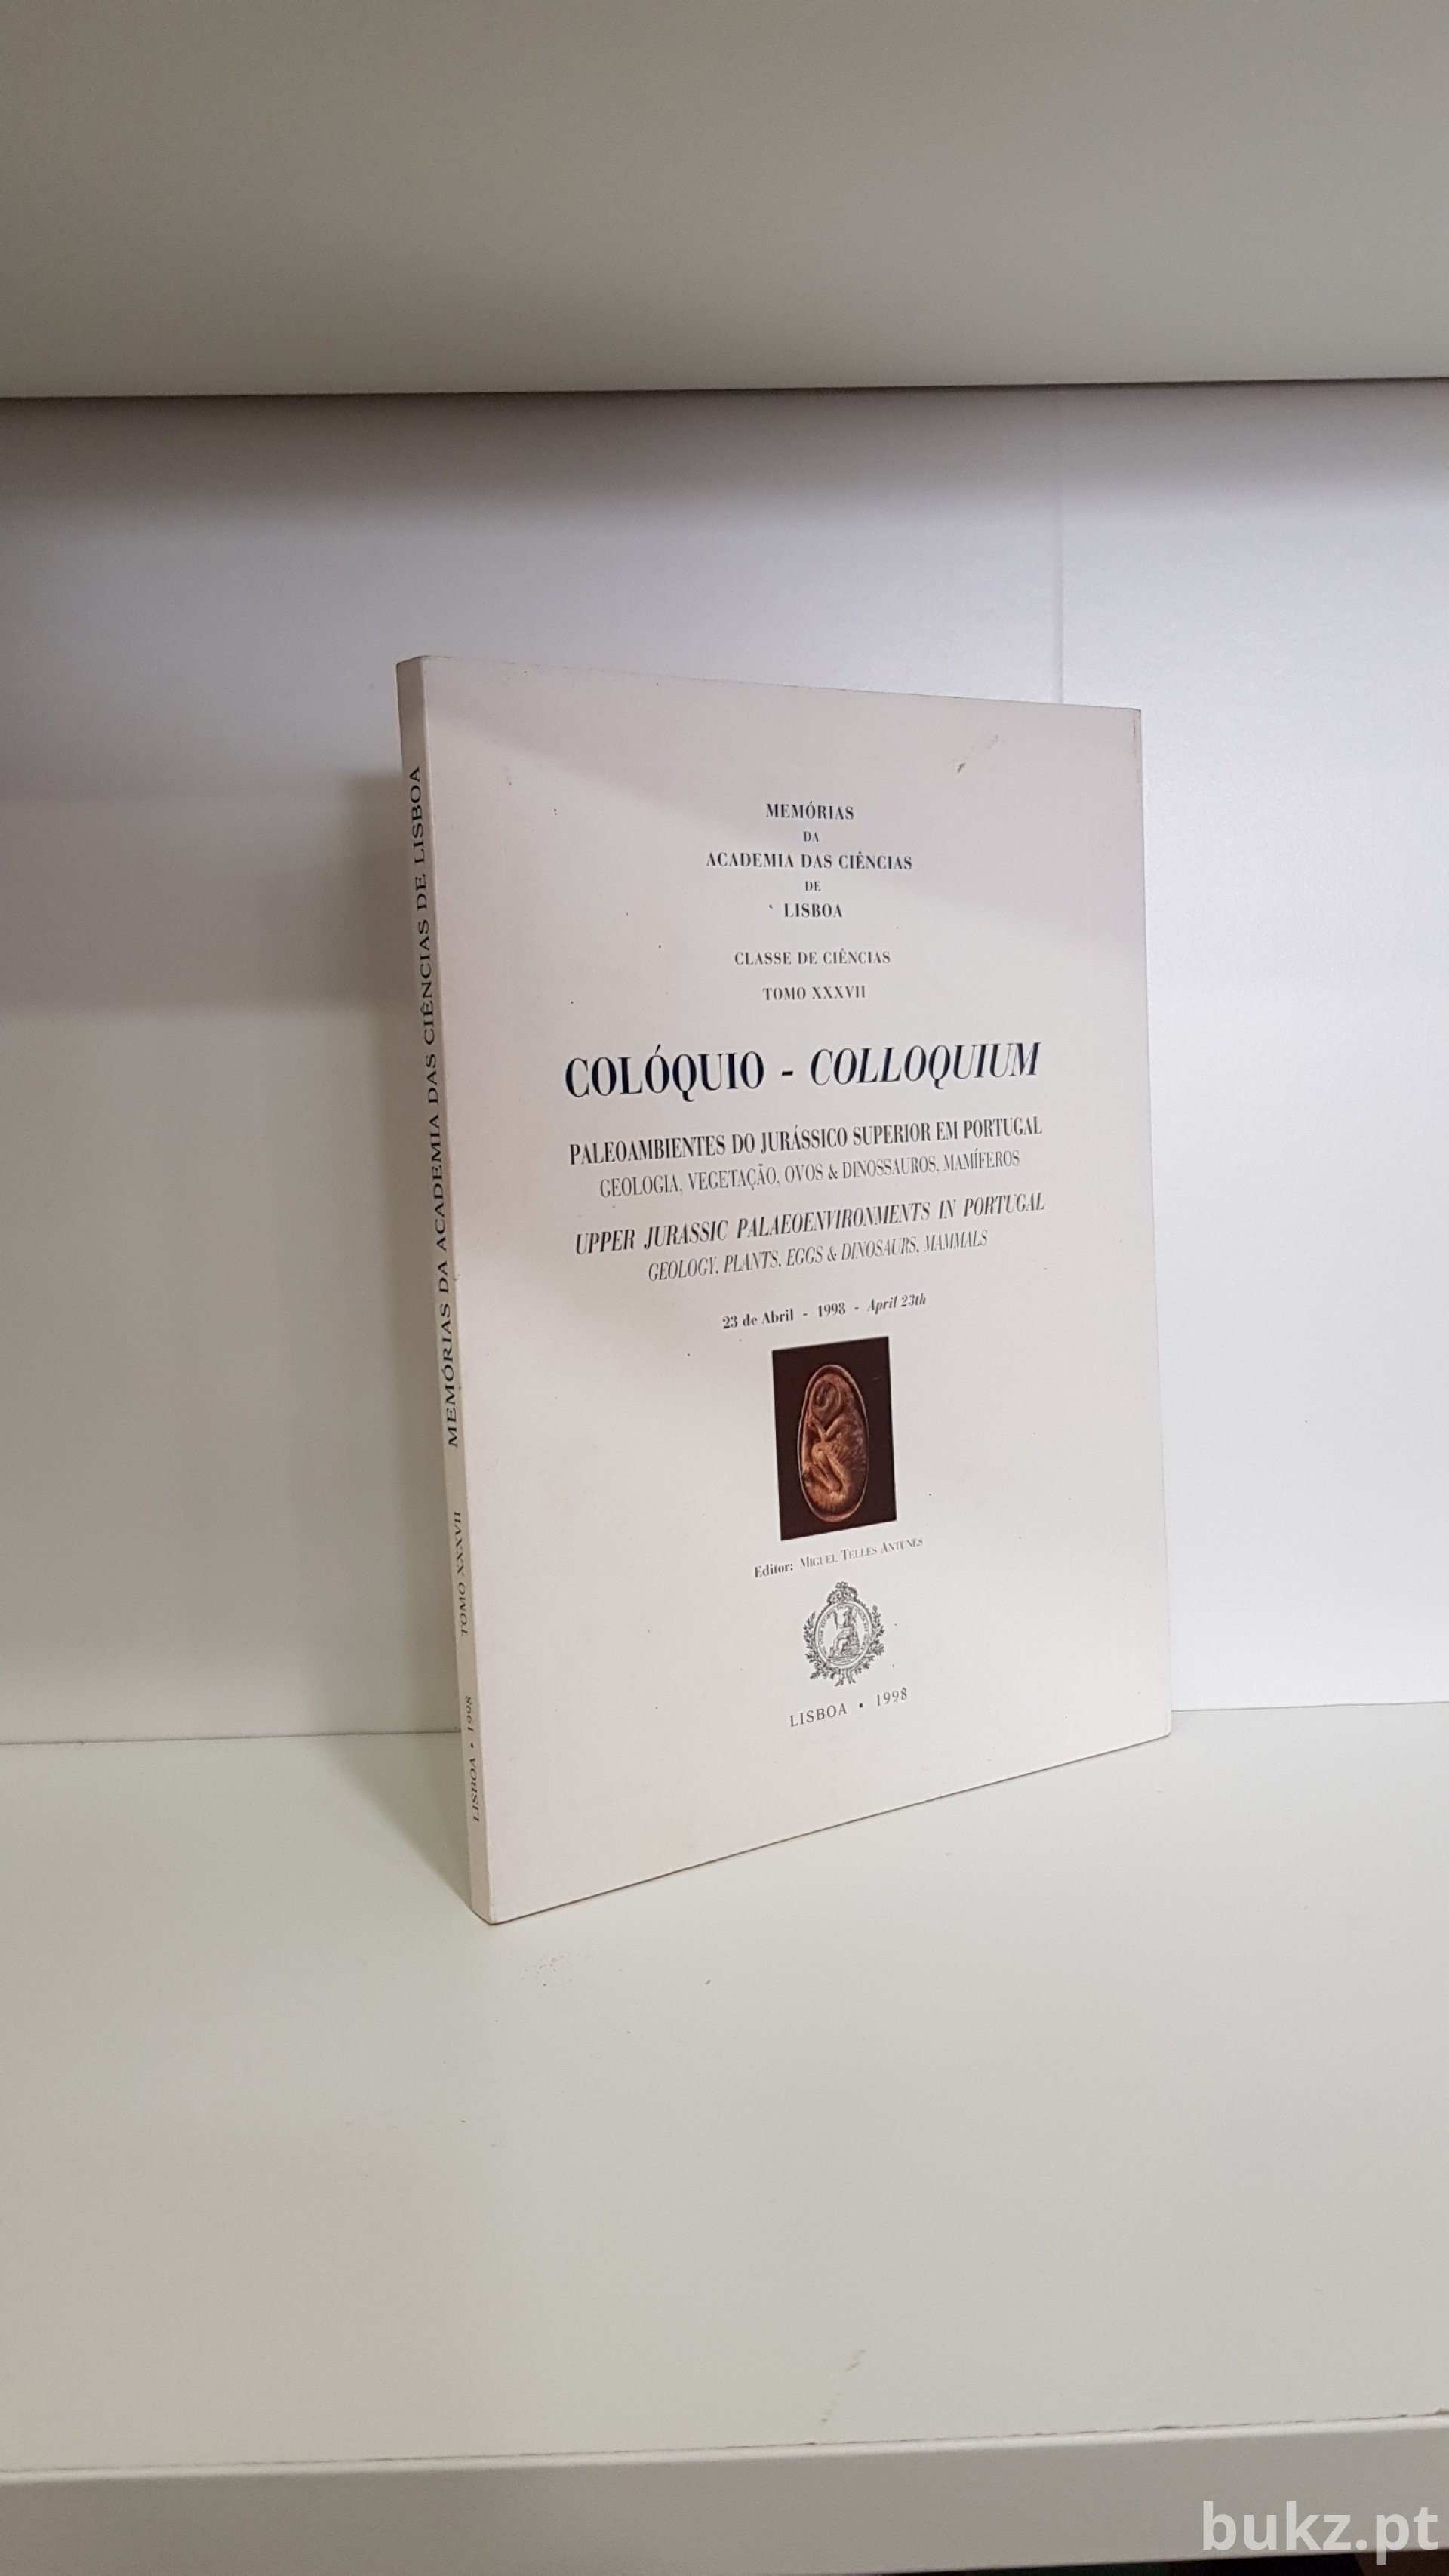 MEMÓRIAS
DA
ACADEMIA DAS CIÊNCIAS
DE
LISBOA
CLASSE DE CIÊNCIAS
TOMO XXXVII
COLÓQUIO - COLLOQUIUM
PALEOAMBIENTES DO JURÁSSICO SUPERIOR EM PORTUGAL
GEOLOGIA, VEGETAÇÃO, OVOS & DINOSSAUROS, MAMÍFEROS
UPPER JURASSIC PALAEOENVIRONMENTS IN PORTUGAL
GEOLOGY, PLANTS, EGGS & DINOSAURS, MAMMALS
23 de Abril - 1998 - April 23th
Editor: MIGUEL TELLES ANTUNES
LISBOA • 1998
LISBOA • 1998 TOMO XXXVII MEMÓRIAS DA ACADEMIA DAS CIÊNCIAS DE LISBOA
bukz.pt